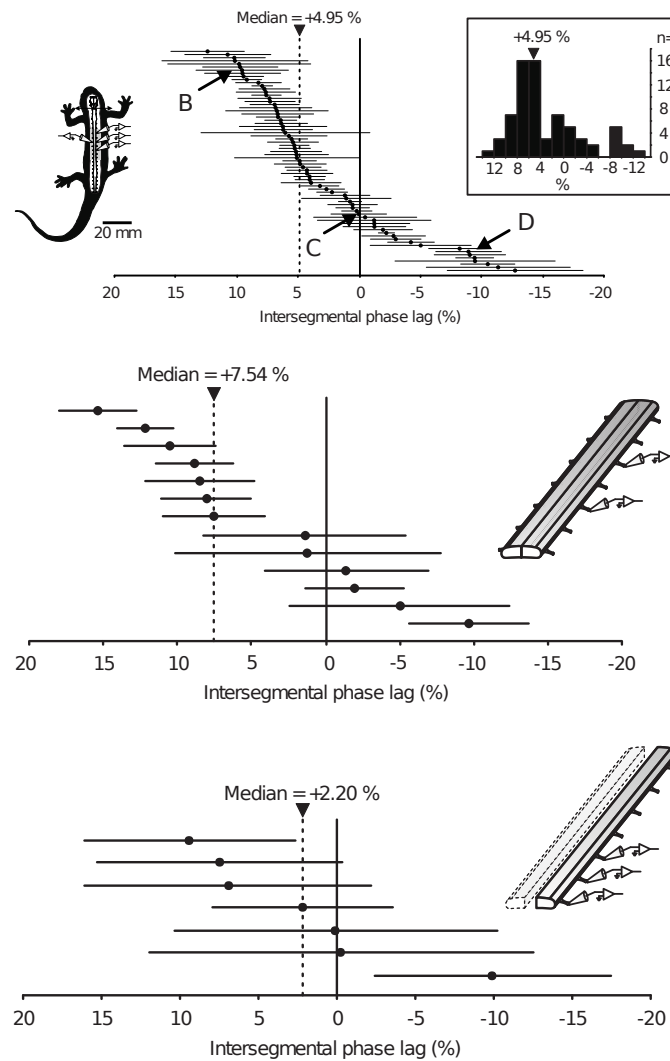 Median = +4.95 %
+4.95 %
n=
16
12
8
4
0
12 8 4 0 -4 -8 -12
%
B
C
D
20 mm
20 15 10 5 0 -5 -10 -15 -20
Intersegmental phase lag (%)
Median = +7.54 %
20 15 10 5 0 -5 -10 -15 -20
Intersegmental phase lag (%)
Median = +2.20 %
20 15 10 5 0 -5 -10 -15 -20
Intersegmental phase lag (%)